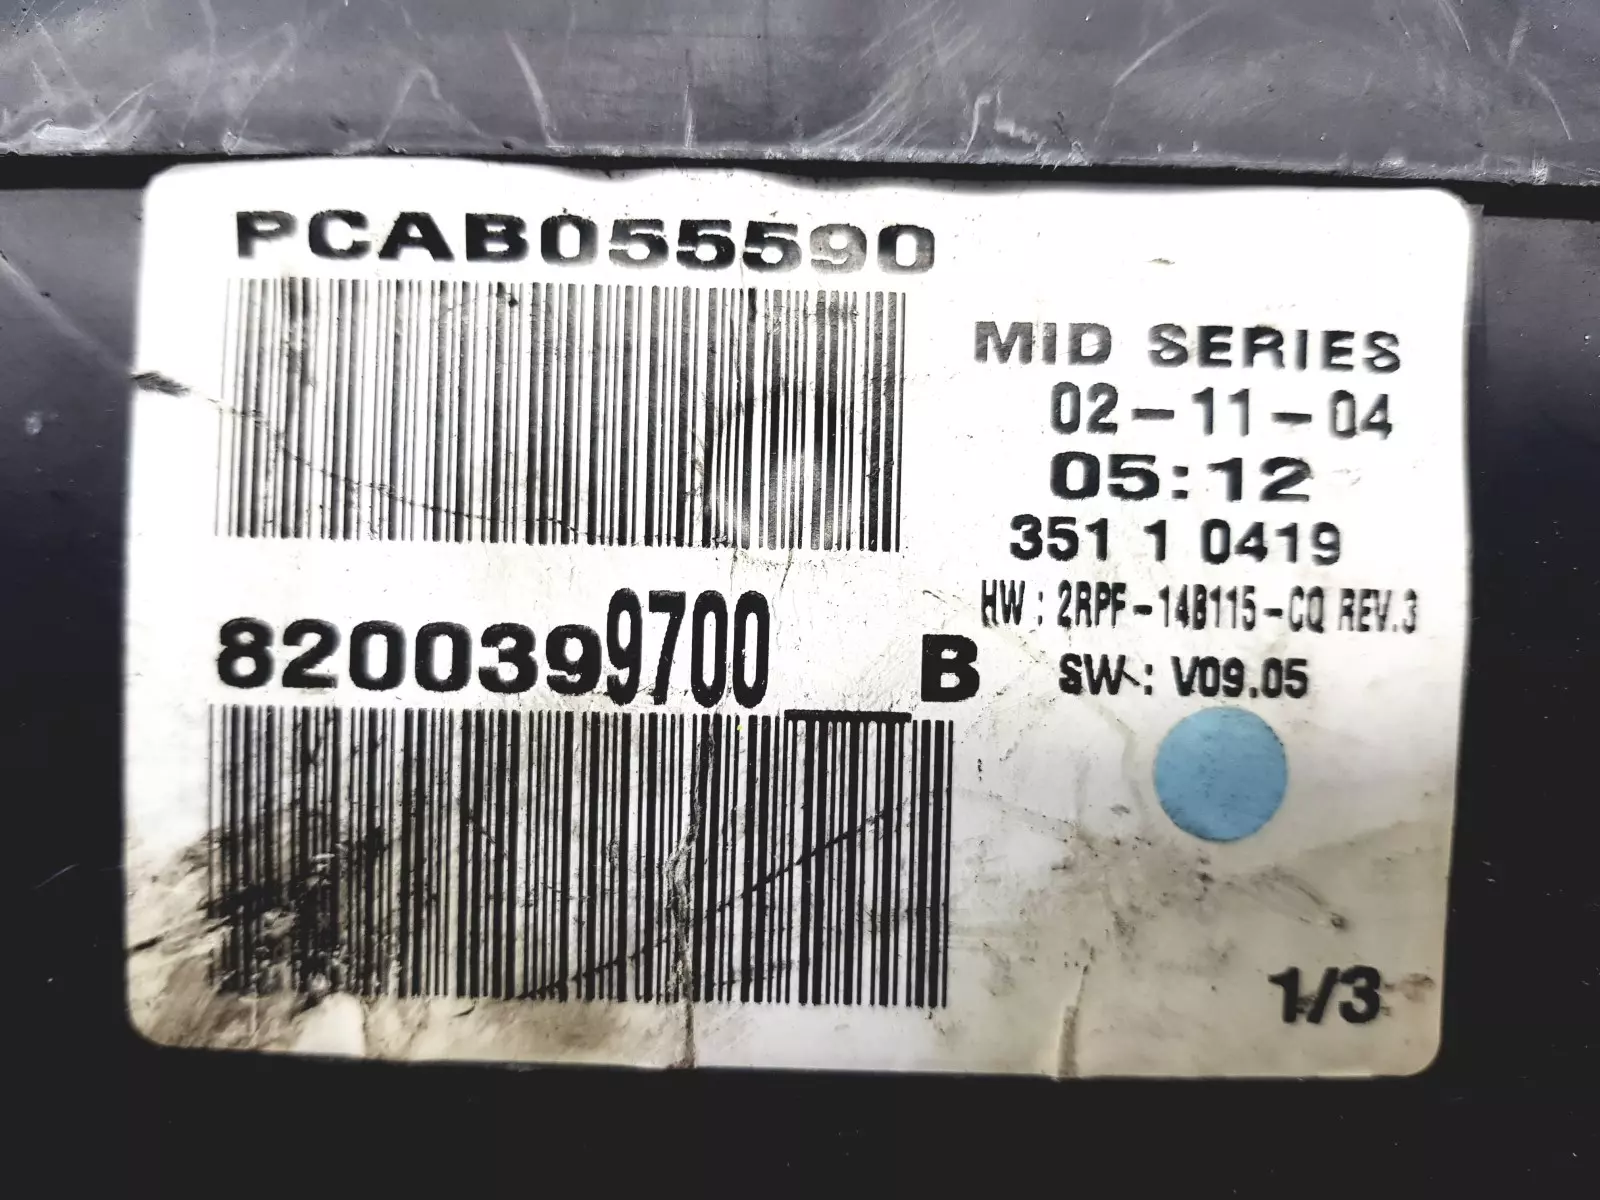 PCAB055590
MID SERIES
02-11-04
05:12
351 1 0419
HW: 2RPF-14B115-CQ REV.3
SW: V09.05
8200399700__B
1/3